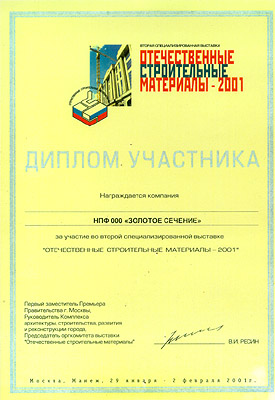 ВТОРАЯ СПЕЦИАЛИЗИРОВАННАЯ ВЫСТАВКА
ОТЕЧЕСТВЕННЫЕ
СТРОИТЕЛЬНЫЕ
МАТЕРИАЛЫ - 2001
ДИПЛОМ УЧАСТНИКА
Награждается компания
НПФ ООО «ЗОЛОТОЕ СЕЧЕНИЕ»
за участие во второй специализированной выставке
"ОТЕЧЕСТВЕННЫЕ СТРОИТЕЛЬНЫЕ МАТЕРИАЛЫ - 2001"
Первый заместитель Премьера
Правительства г. Москвы,
Руководитель Комплекса
архитектуры, строительства, развития
и реконструкции города,
Председатель оргкомитета выставки
"Отечественные строительные материалы"
В.И. РЕСИН
Москва, Манеж, 29 января - 2 февраля 2001г.